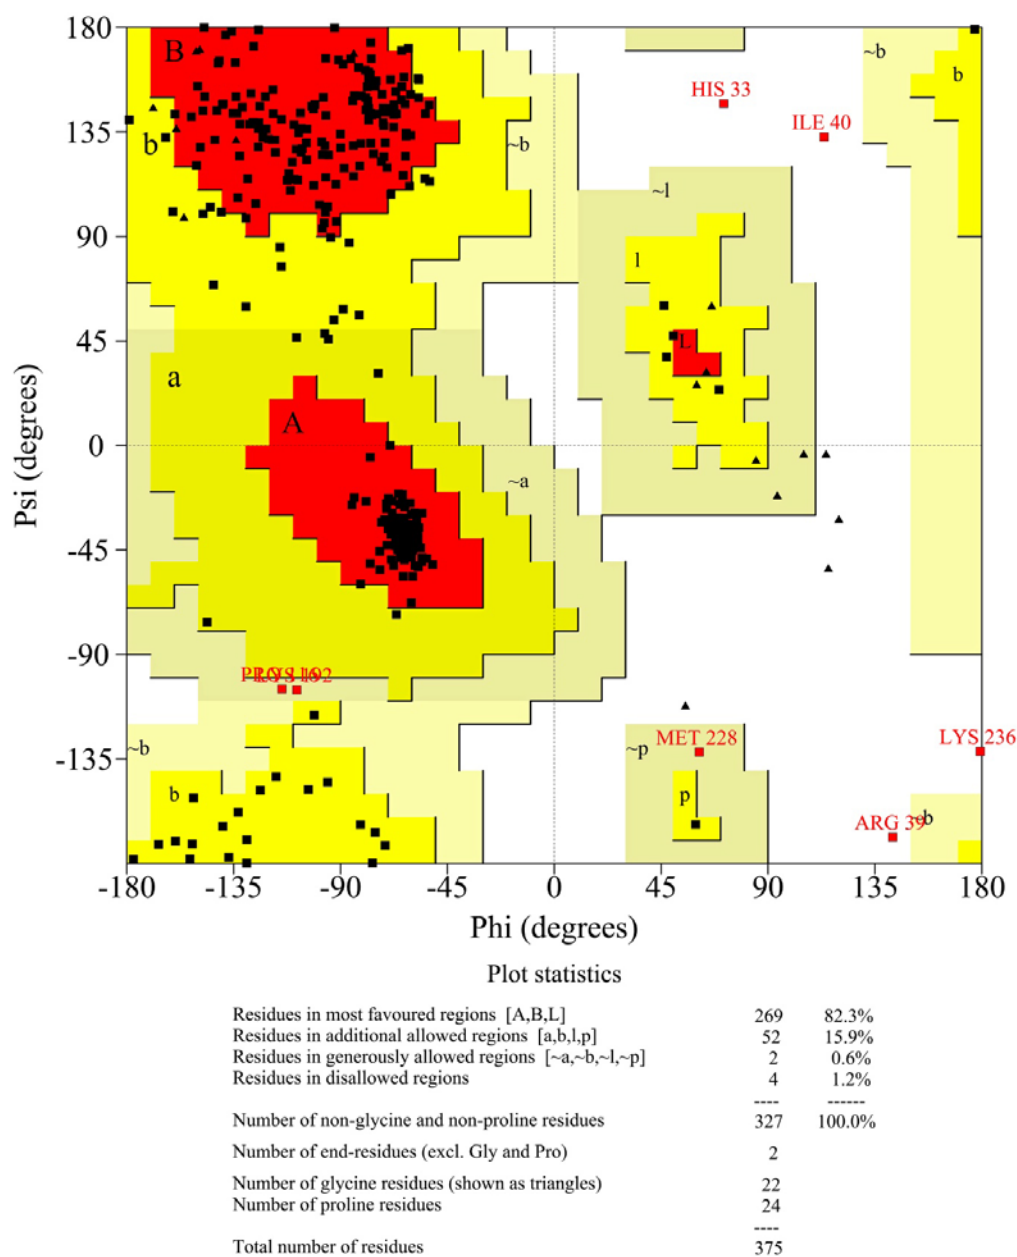 180
B
~b
b
HIS 33
ILE 40
135
b
~b
~l
90
l
45
L
a
A
0
~a
Psi (degrees)
-45
-90
MET 228
LYS 236
-135
~b
~p
b
p
ARG 39
~b
-180 -135 -90 -45 0 45 90 135 180
Phi (degrees)
Plot statistics
Residues in most favoured regions [A,B,L] 269 82.3%
Residues in additional allowed regions [a,b,l,p] 52 15.9%
Residues in generously allowed regions [~a,~b,~l,~p] 2 0.6%
Residues in disallowed regions 4 1.2%
---- ------
Number of non-glycine and non-proline residues 327 100.0%
Number of end-residues (excl. Gly and Pro) 2
Number of glycine residues (shown as triangles) 22
Number of proline residues 24
----
Total number of residues 375